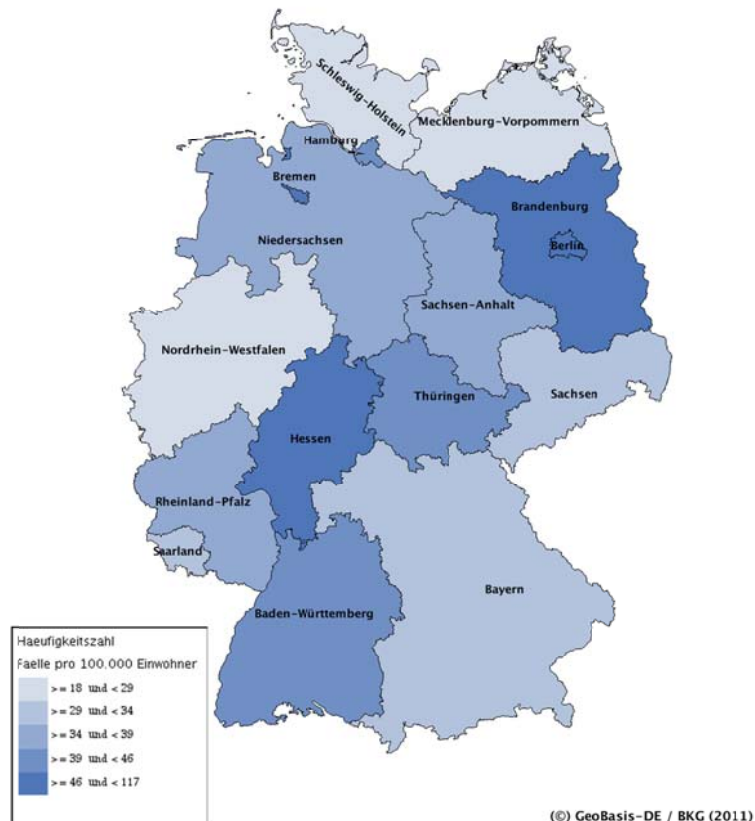 Schleswig-Holstein
Mecklenburg-Vorpommern
Hamburg
Bremen
Brandenburg
Niedersachsen
Berlin
Sachsen-Anhalt
Nordrhein-Westfalen
Thüringen
Sachsen
Hessen
Rheinland-Pfalz
Saarland
Bayern
Baden-Württemberg
Haeufigkeitszahl
Faelle pro 100.000 Einwohner
>= 18 und < 29
>= 29 und < 34
>= 34 und < 39
>= 39 und < 46
>= 46 und < 117
(©) GeoBasis-DE / BKG (2011)